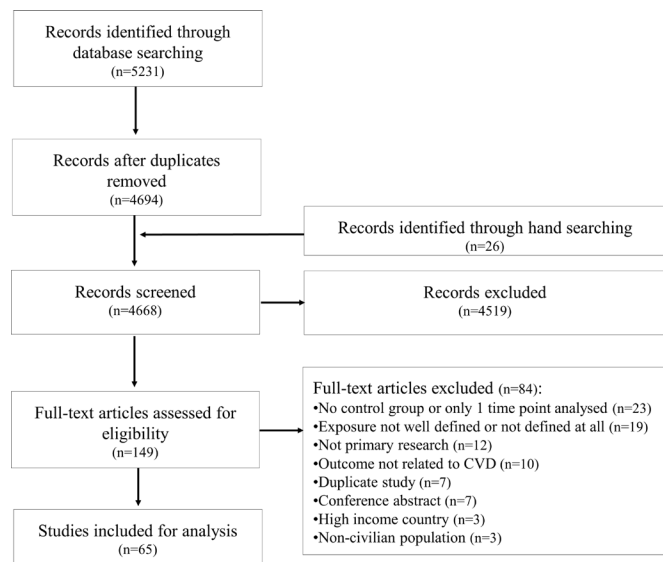 Records identified through
database searching
(n=5231)
Records after duplicates
removed
(n=4694)
Records identified through hand searching
(n=26)
Records screened
(n=4668)
Records excluded
(n=4519)
Full-text articles assessed for
eligibility
(n=149)
Full-text articles excluded (n=84):
•No control group or only 1 time point analysed (n=23)
•Exposure not well defined or not defined at all (n=19)
•Not primary research (n=12)
•Outcome not related to CVD (n=10)
•Duplicate study (n=7)
•Conference abstract (n=7)
•High income country (n=3)
•Non-civilian population (n=3)
Studies included for analysis
(n=65)